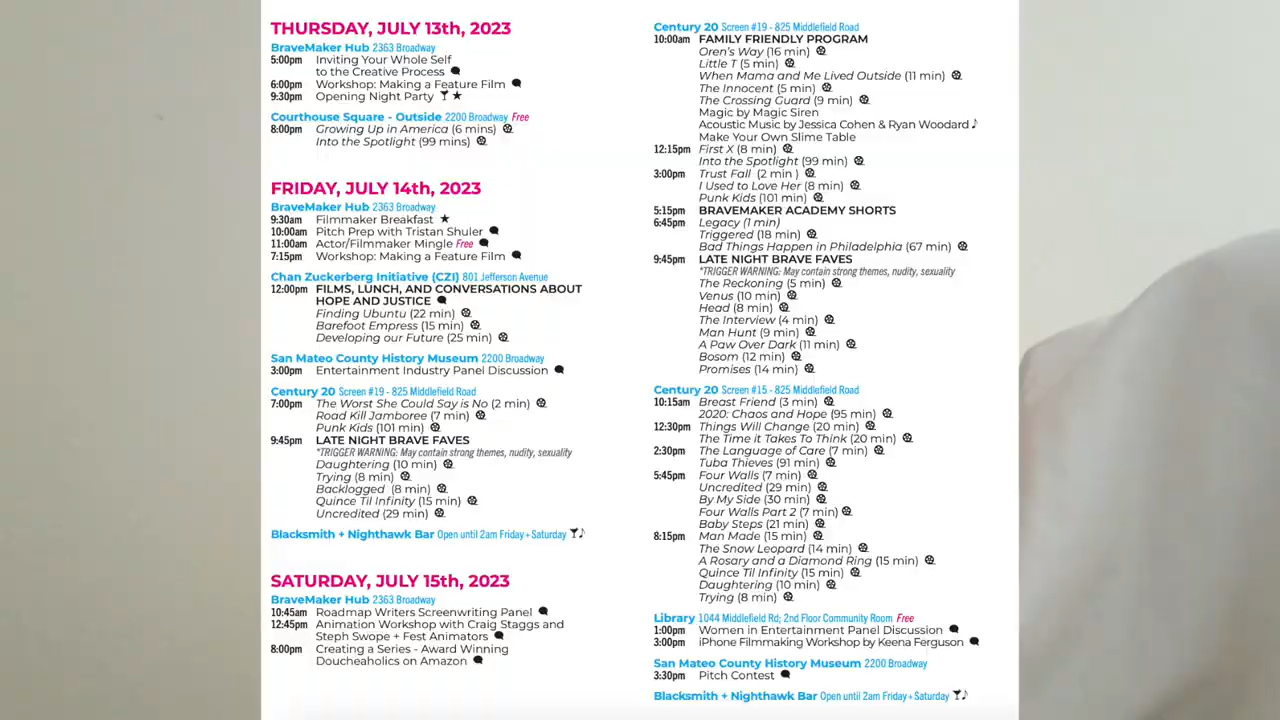 THURSDAY, JULY 13th, 2023
BraveMaker Hub 2363 Broadway
5:00pm Inviting Your Whole Self
to the Creative Process
6:00pm Workshop: Making a Feature Film
9:30pm Opening Night Party
Courthouse Square - Outside 2200 Broadway Free
8:00pm Growing Up in America (6 mins)
Into the Spotlight (99 mins)
FRIDAY, JULY 14th, 2023
BraveMaker Hub 2363 Broadway
9:30am Filmmaker Breakfast
10:00am Pitch Prep with Tristan Shuler
11:00am Actor/Filmmaker Mingle Free
7:15pm Workshop: Making a Feature Film
Chan Zuckerberg Initiative (CZI) 801 Jefferson Avenue
12:00pm FILMS, LUNCH, AND CONVERSATIONS ABOUT
HOPE AND JUSTICE
Finding Ubuntu (22 min)
Barefoot Empress (15 min)
Developing our Future (25 min)
San Mateo County History Museum 2200 Broadway
3:00pm Entertainment Industry Panel Discussion
Century 20 Screen #19 - 825 Middlefield Road
7:00pm The Worst She Could Say is No (2 min)
Road Kill Jamboree (7 min)
Punk Kids (101 min)
9:45pm LATE NIGHT BRAVE FAVES
*TRIGGER WARNING: May contain strong themes, nudity, sexuality
Daughtering (10 min)
Trying (8 min)
Backlogged (8 min)
Quince Til Infinity (15 min)
Uncredited (29 min)
Blacksmith + Nighthawk Bar Open until 2am Friday + Saturday
SATURDAY, JULY 15th, 2023
BraveMaker Hub 2363 Broadway
10:45am Roadmap Writers Screenwriting Panel
12:45pm Animation Workshop with Craig Staggs and
Steph Swope + Fest Animators
8:00pm Creating a Series - Award Winning
Doucheaholics on Amazon
Century 20 Screen #19 - 825 Middlefield Road
10:00am FAMILY FRIENDLY PROGRAM
Oren's Way (16 min)
Little T (5 min)
When Mama and Me Lived Outside (11 min)
The Innocent (5 min)
The Crossing Guard (9 min)
Magic by Magic Siren
Acoustic Music by Jessica Cohen & Ryan Woodard
Make Your Own Slime Table
12:15pm First X (8 min)
Into the Spotlight (99 min)
3:00pm Trust Fall (2 min )
I Used to Love Her (8 min)
Punk Kids (101 min)
5:15pm BRAVEMAKER ACADEMY SHORTS
6:45pm Legacy (1 min)
Triggered (18 min)
Bad Things Happen in Philadelphia (67 min)
9:45pm LATE NIGHT BRAVE FAVES
*TRIGGER WARNING: May contain strong themes, nudity, sexuality
The Reckoning (5 min)
Venus (10 min)
Head (8 min)
The Interview (4 min)
Man Hunt (9 min)
A Paw Over Dark (11 min)
Bosom (12 min)
Promises (14 min)
Century 20 Screen #15 - 825 Middlefield Road
10:15am Breast Friend (3 min)
2020: Chaos and Hope (95 min)
12:30pm Things Will Change (20 min)
The Time it Takes To Think (20 min)
2:30pm The Language of Care (7 min)
Tuba Thieves (91 min)
5:45pm Four Walls (7 min)
Uncredited (29 min)
By My Side (30 min)
Four Walls Part 2 (7 min)
Baby Steps (21 min)
8:15pm Man Made (15 min)
The Snow Leopard (14 min)
A Rosary and a Diamond Ring (15 min)
Quince Til Infinity (15 min)
Daughtering (10 min)
Trying (8 min)
Library 1044 Middlefield Rd; 2nd Floor Community Room Free
1:00pm Women in Entertainment Panel Discussion
3:00pm iPhone Filmmaking Workshop by Keena Ferguson
San Mateo County History Museum 2200 Broadway
3:30pm Pitch Contest
Blacksmith + Nighthawk Bar Open until 2am Friday + Saturday